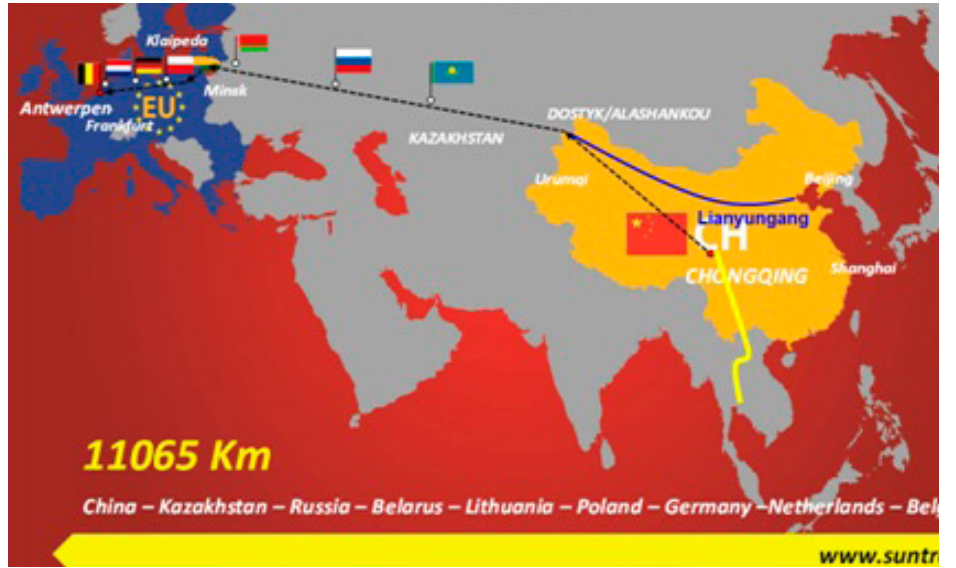 Klaipeda
Minsk
Antwerpen
Frankfurt
EU
DOSTYK/ALASHANKOU
KAZAKHSTAN
Urumqi
Beijing
Lianyungang
CH
CHONGQING
Shanghai
11065 Km
China – Kazakhstan – Russia – Belarus – Lithuania – Poland – Germany –Netherlands – Belg
www.suntr